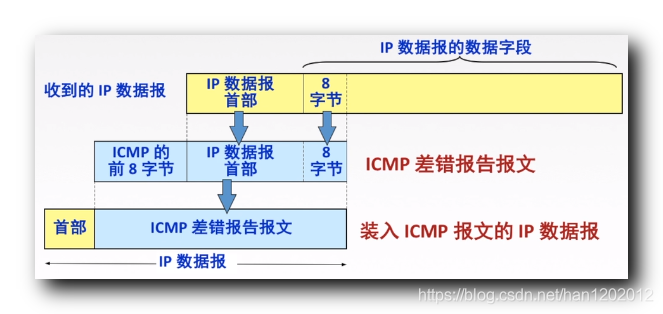 IP 数据报的数据字段
收到的 IP 数据报
IP 数据报
首部
8
字节
ICMP 的
前 8 字节
IP 数据报
首部
8
字节
ICMP 差错报告报文
首部
ICMP 差错报告报文
装入 ICMP 报文的 IP 数据报
IP 数据报
https://blog.csdn.net/han1202012